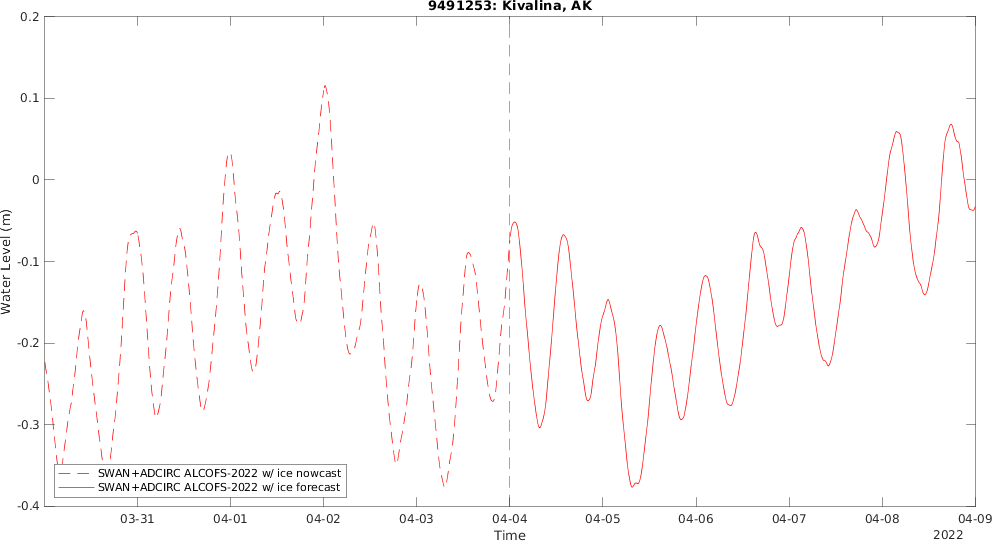 9491253: Kivalina, AK
0.2
0.1
0
-0.1
-0.2
-0.3
-0.4
Water Level (m)
SWAN+ADCIRC ALCOFS-2022 w/ ice nowcast
SWAN+ADCIRC ALCOFS-2022 w/ ice forecast
03-31 04-01 04-02 04-03 04-04 04-05 04-06 04-07 04-08 04-09
Time
2022